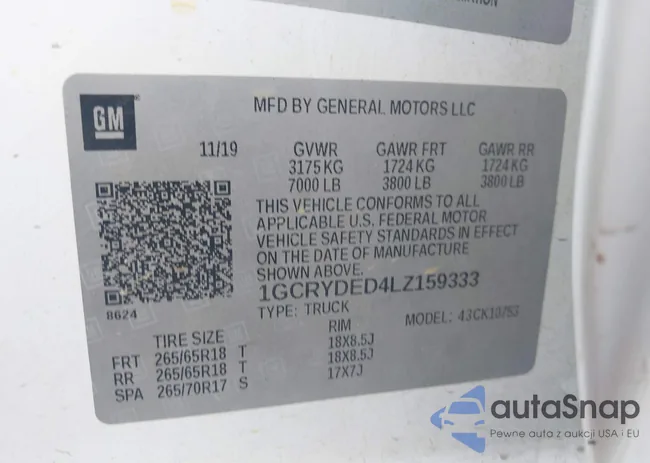 GM
MFD BY GENERAL MOTORS LLC
11/19 GVWR GAWR FRT GAWR RR
3175 KG 1724 KG 1724 KG
7000 LB 3800 LB 3800 LB
THIS VEHICLE CONFORMS TO ALL
APPLICABLE U.S. FEDERAL MOTOR
VEHICLE SAFETY STANDARDS IN EFFECT
ON THE DATE OF MANUFACTURE
SHOWN ABOVE.
1GCRYDED4LZ159333
8624
TYPE: TRUCK MODEL:
TIRE SIZE RIM
FRT 265/65R18 T 18X8.5J
RR 265/65R18 T 18X8.5J
SPA 265/70R17 S 17X7J
autaSnap
Pewne auta z aukcji USA i EU